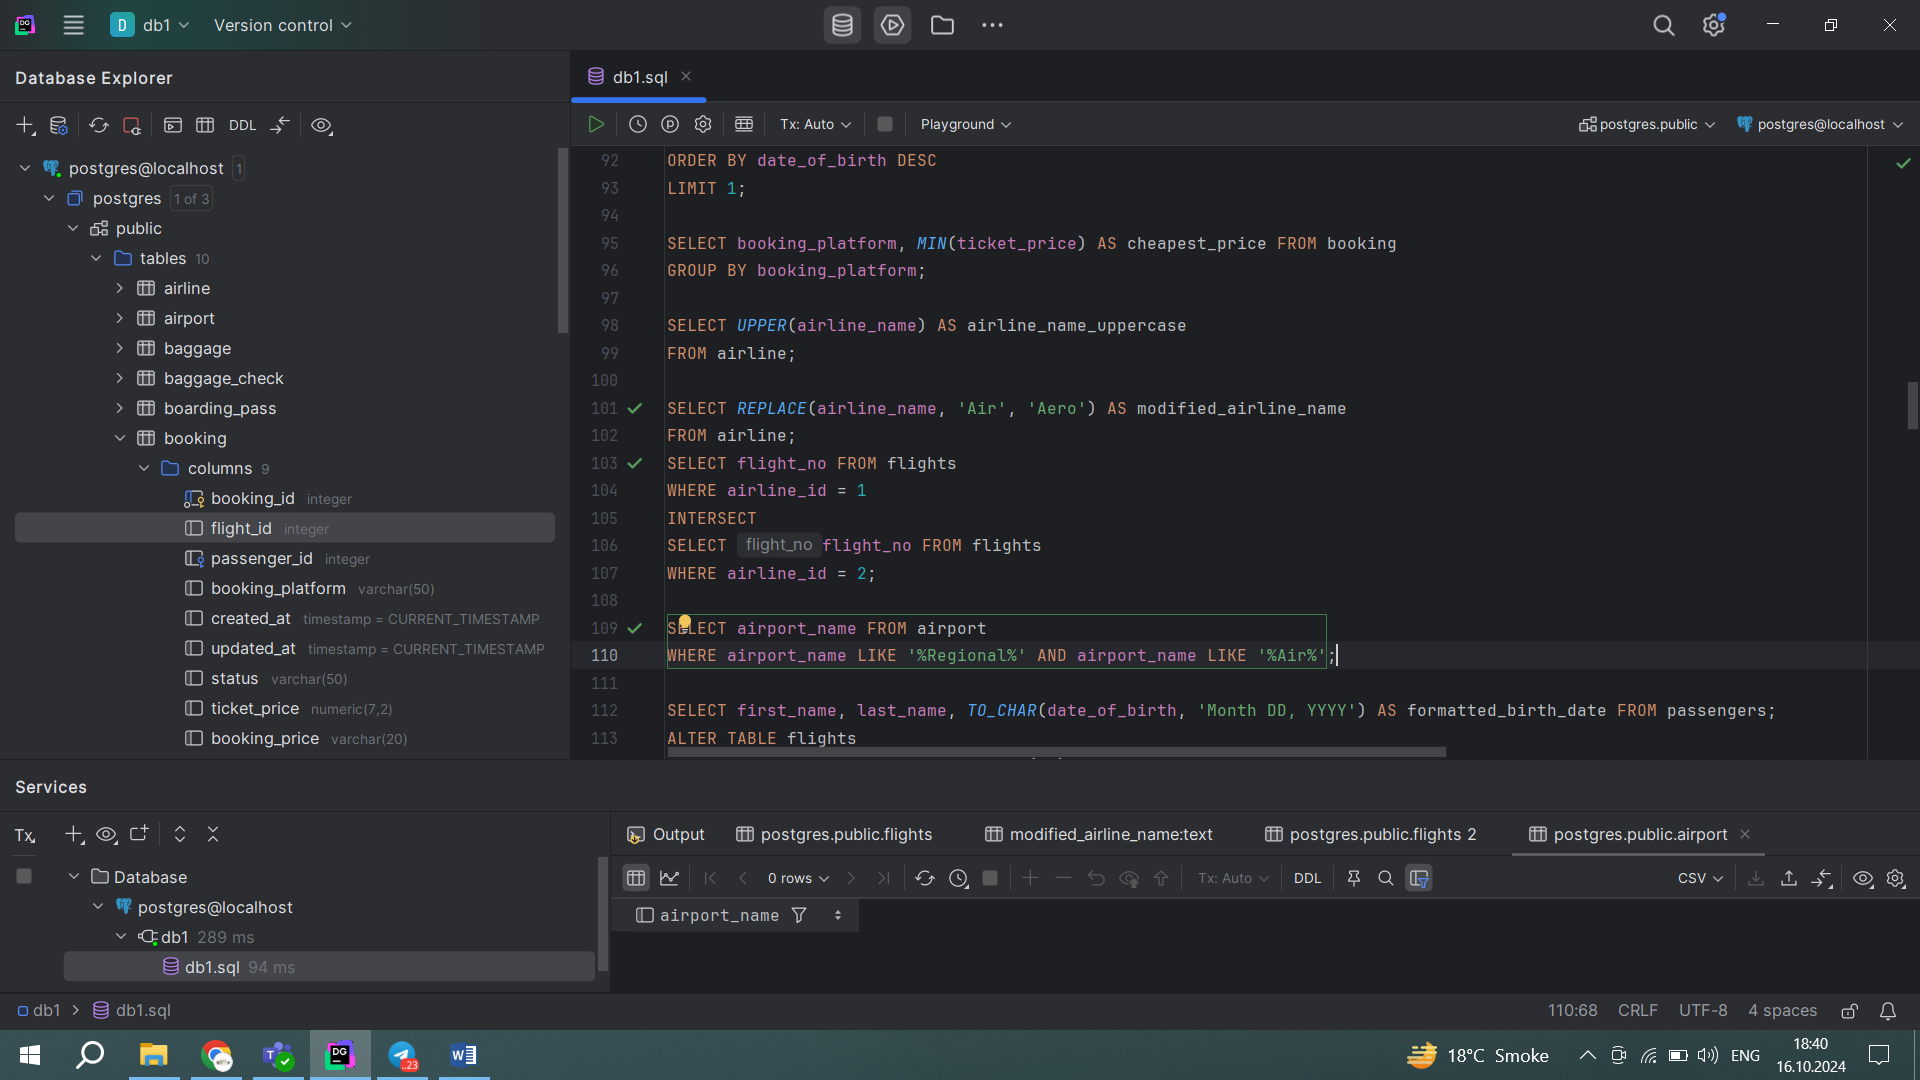 DG
D db1
Version control
Database Explorer
DDL
postgres@localhost 1
postgres 1 of 3
public
tables 10
airline
airport
baggage
baggage_check
boarding_pass
booking
columns 9
booking_id integer
flight_id integer
passenger_id integer
booking_platform varchar(50)
created_at timestamp = CURRENT_TIMESTAMP
updated_at timestamp = CURRENT_TIMESTAMP
status varchar(50)
ticket_price numeric(7,2)
booking_price varchar(20)
db1.sql
Tx: Auto
Playground
postgres.public
postgres@localhost
92 ORDER BY date_of_birth DESC
93 LIMIT 1;
94
95 SELECT booking_platform, MIN(ticket_price) AS cheapest_price FROM booking
96 GROUP BY booking_platform;
97
98 SELECT UPPER(airline_name) AS airline_name_uppercase
99 FROM airline;
100
101 SELECT REPLACE(airline_name, 'Air', 'Aero') AS modified_airline_name
102 FROM airline;
103 SELECT flight_no FROM flights
104 WHERE airline_id = 1
105 INTERSECT
106 SELECT flight_no flight_no FROM flights
107 WHERE airline_id = 2;
108
109 SELECT airport_name FROM airport
110 WHERE airport_name LIKE '%Regional%' AND airport_name LIKE '%Air%';
111
112 SELECT first_name, last_name, TO_CHAR(date_of_birth, 'Month DD, YYYY') AS formatted_birth_date FROM passengers;
113 ALTER TABLE flights
Services
Tx
Database
postgres@localhost
db1 289 ms
db1.sql 94 ms
Output
postgres.public.flights
modified_airline_name:text
postgres.public.flights 2
postgres.public.airport
0 rows
Tx: Auto
DDL
CSV
airport_name
db1 > db1.sql
110:68
CRLF
UTF-8
4 spaces
DG
..23
18°C Smoke
ENG
18:40
16.10.2024